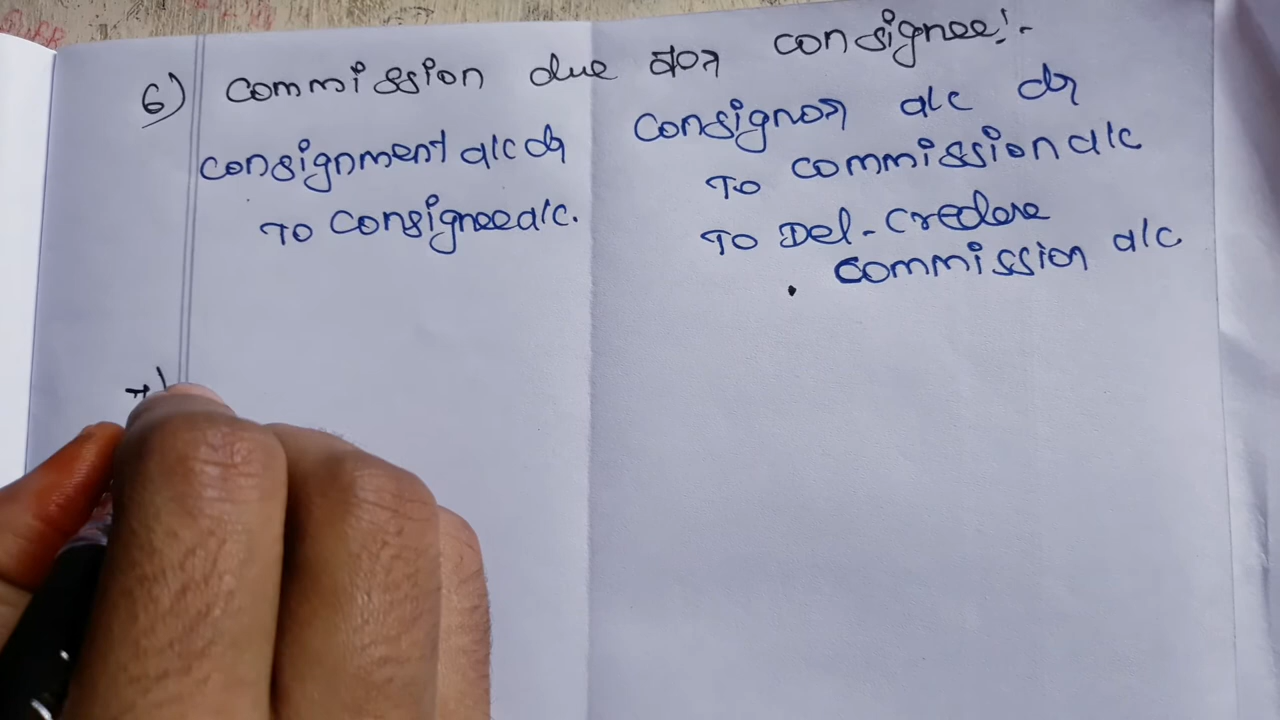 6) Commission due for consignee:-
consignment a/c dr
To consignee a/c.
consignor a/c dr
To commission a/c
To Del-credere
commission a/c